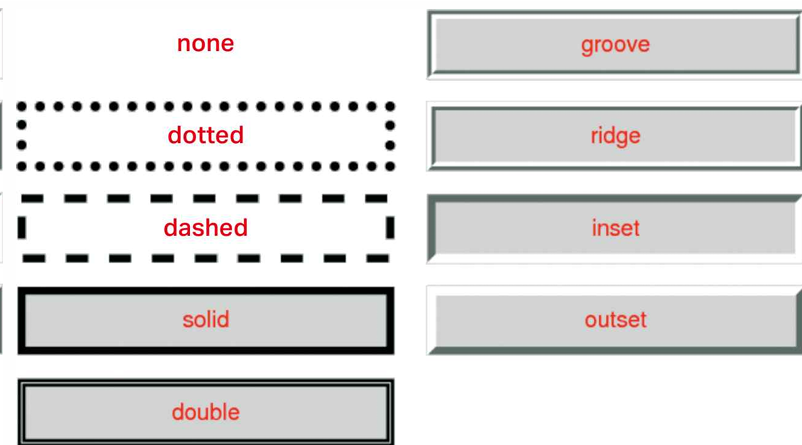 none
dotted
dashed
solid
double
groove
ridge
inset
outset